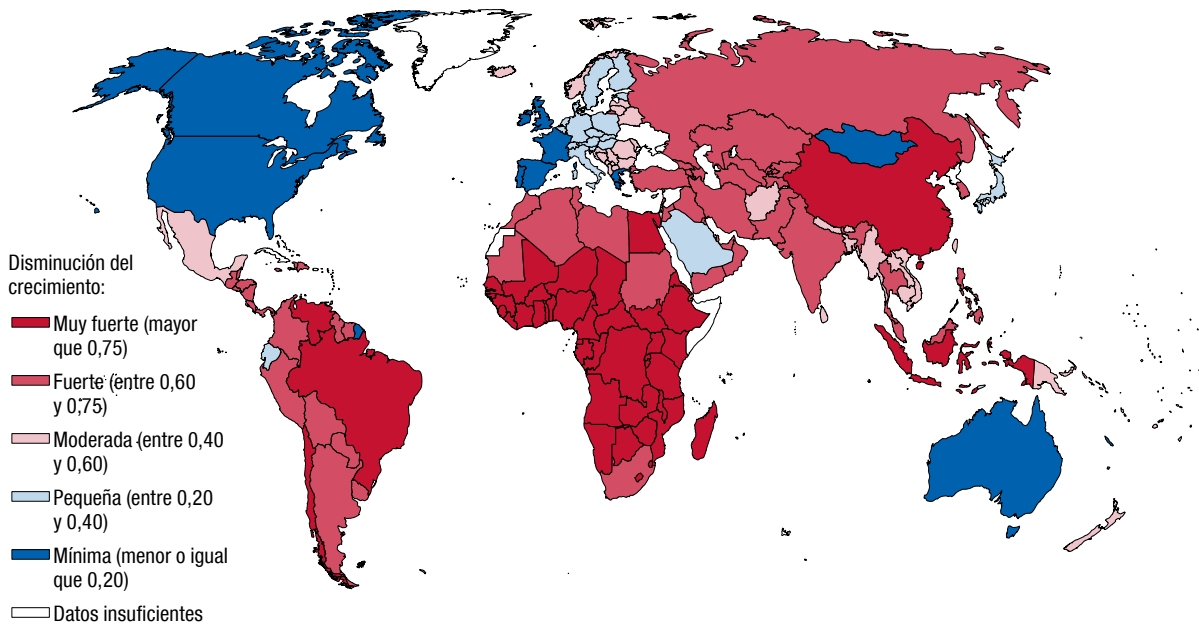 Disminución del
crecimiento:
Muy fuerte (mayor
que 0,75)
Fuerte (entre 0,60
y 0,75)
Moderada (entre 0,40
y 0,60)
Pequeña (entre 0,20
y 0,40)
Mínima (menor o igual
que 0,20)
Datos insuficientes